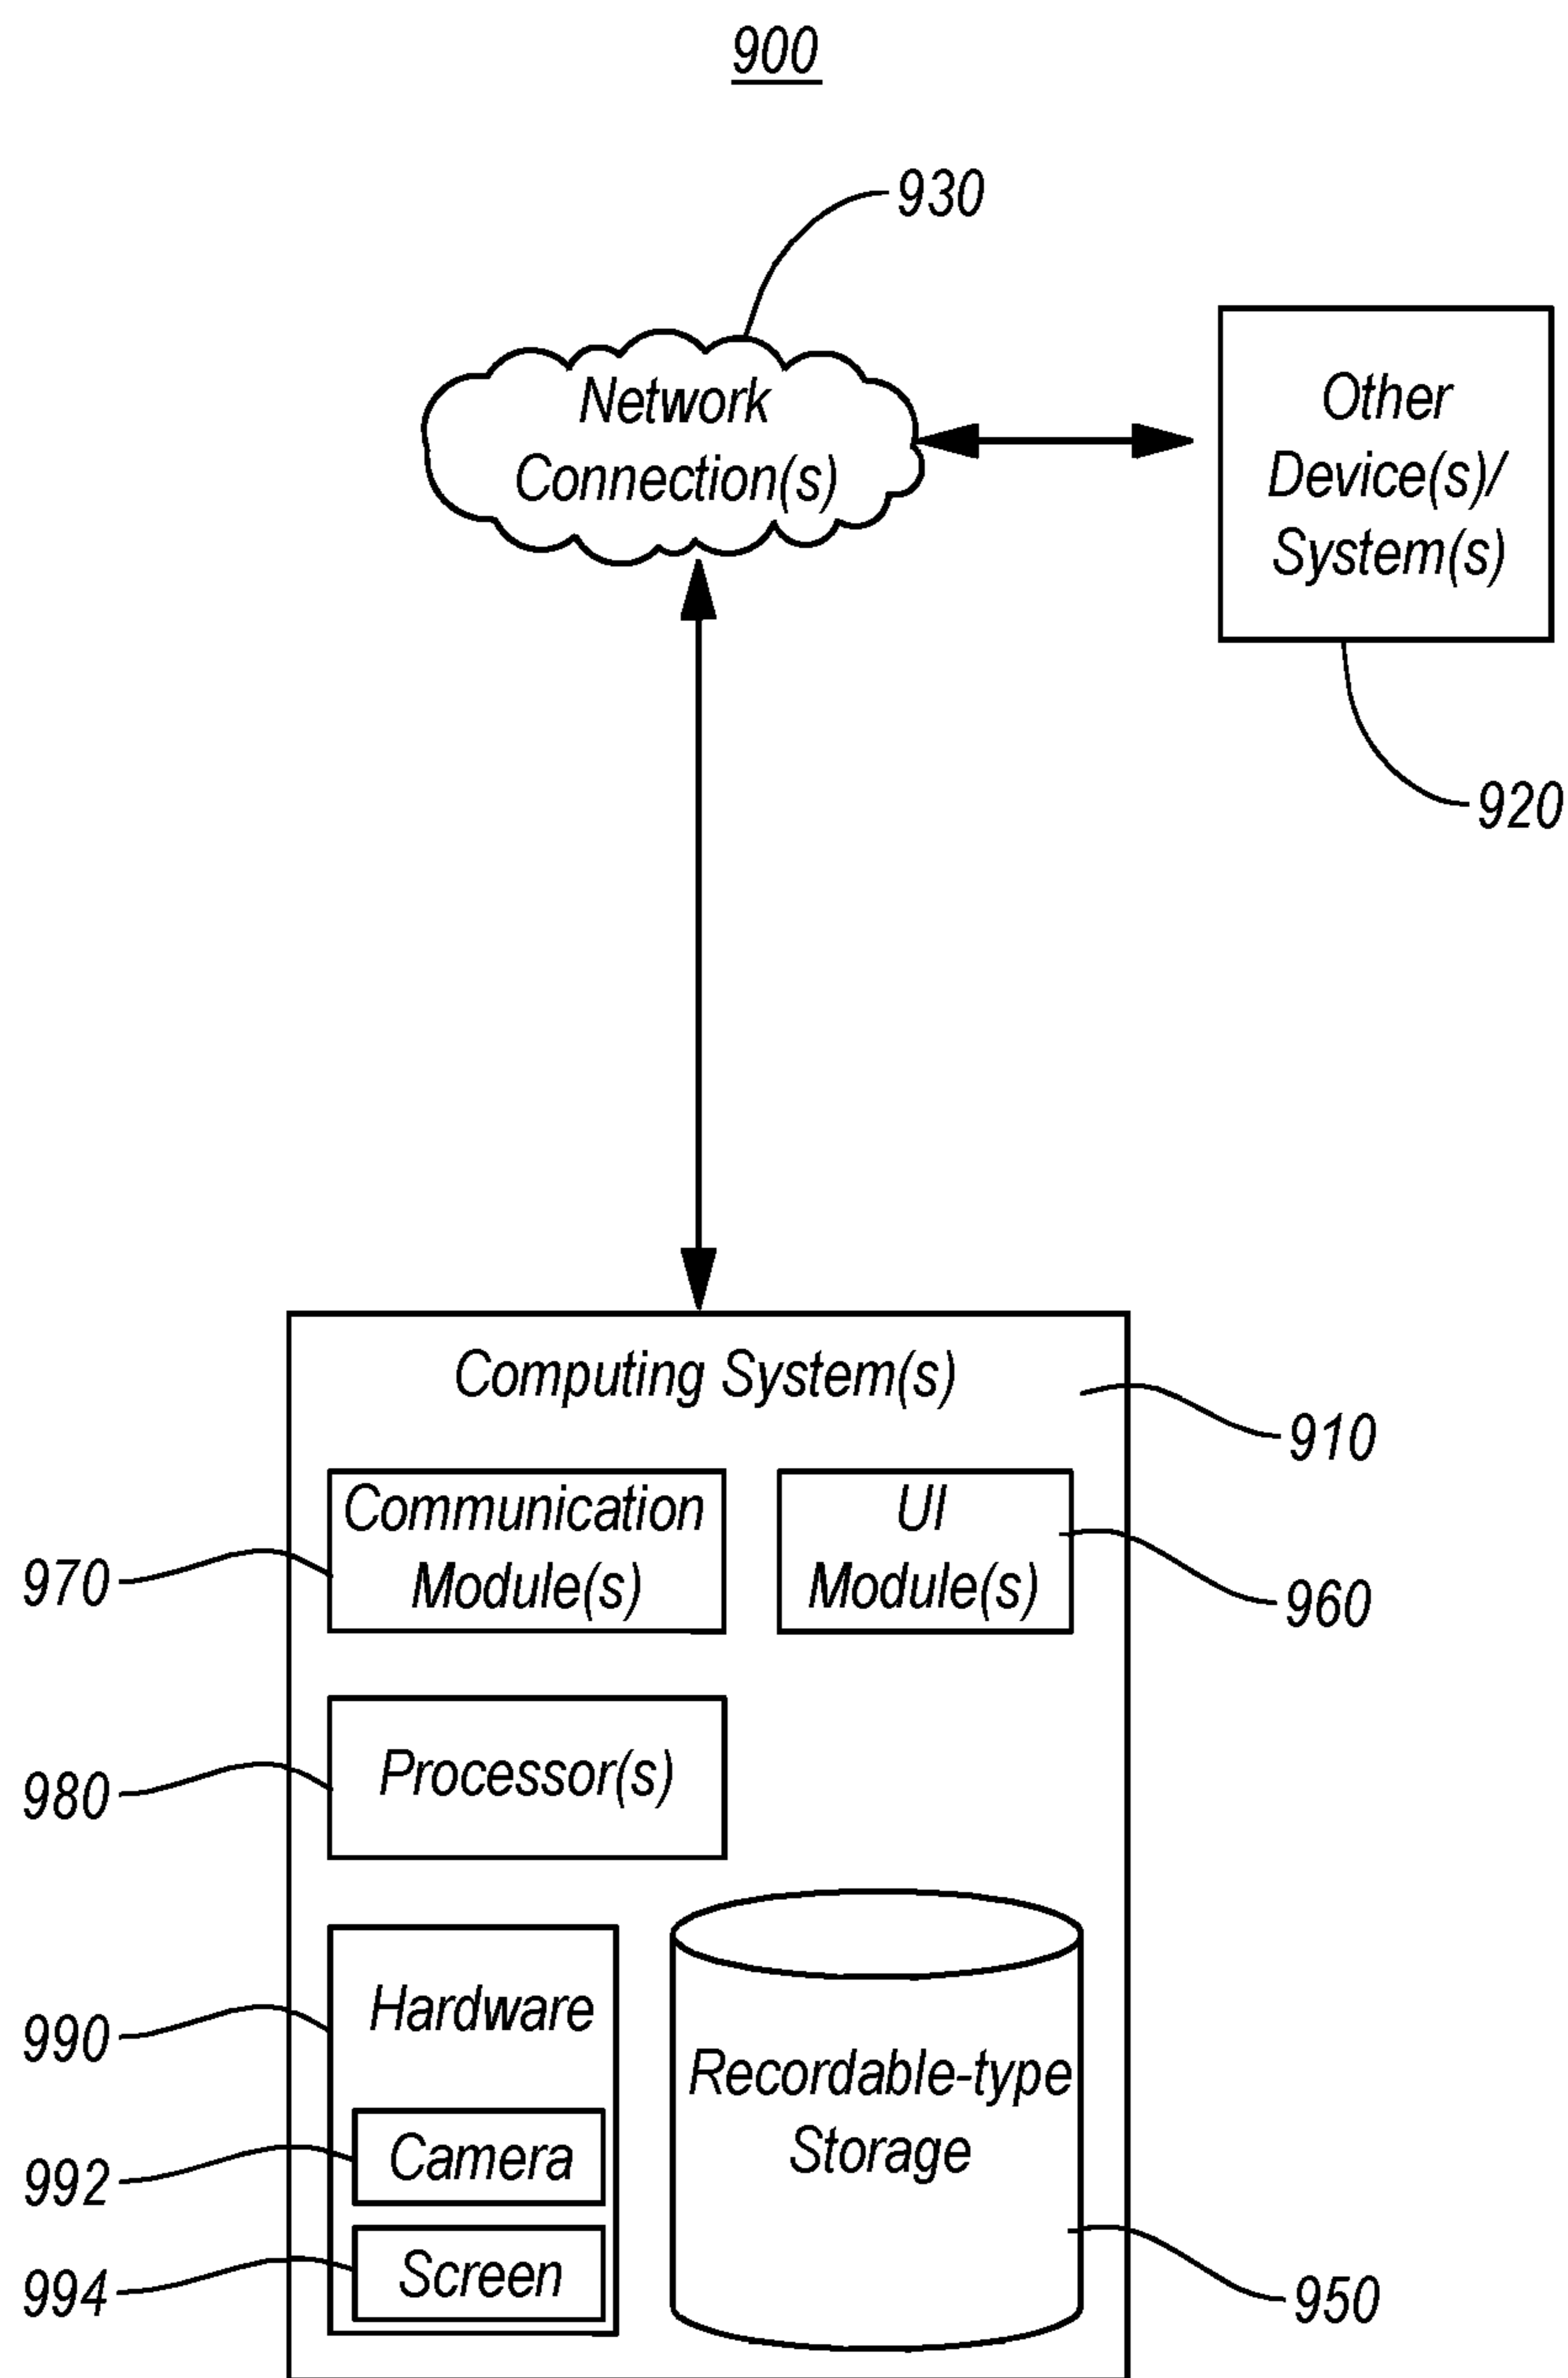 900
930
Network
Connection(s)
Other
Device(s)/
System(s)
920
Computing System(s)
910
Communication
Module(s)
970
UI
Module(s)
960
Processor(s)
980
Hardware
990
Camera
992
Screen
994
Recordable-type
Storage
950